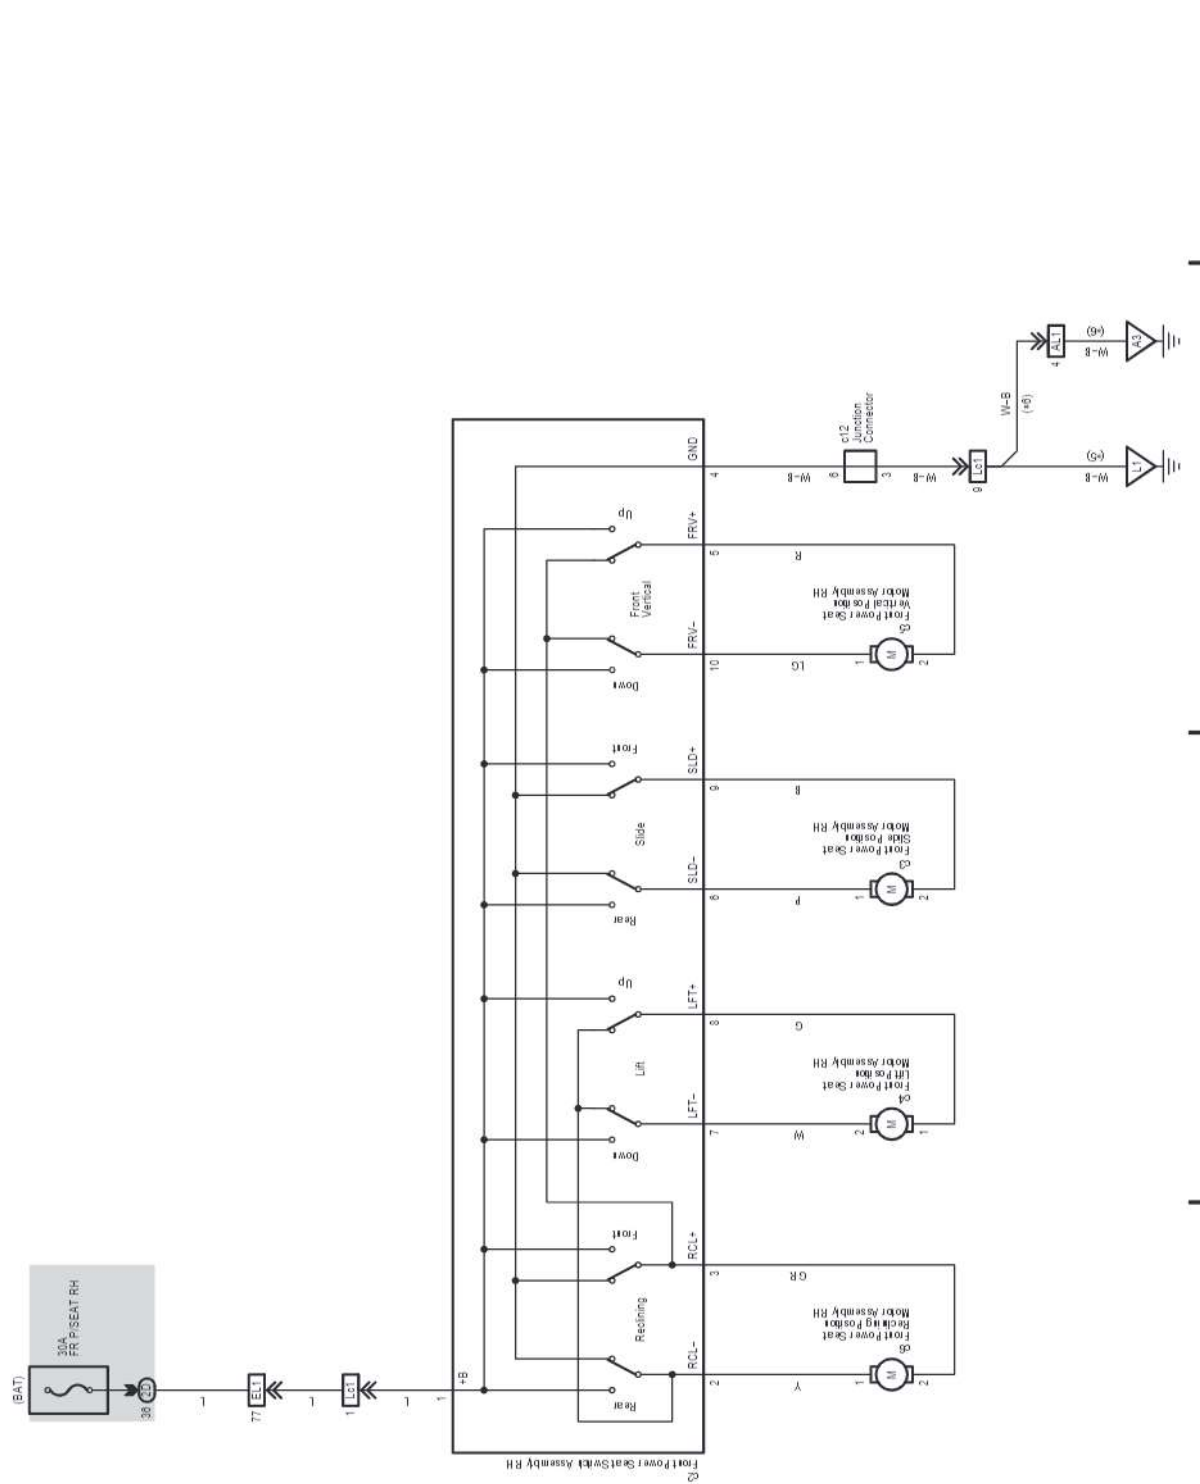 (BAT)
30A
FR P/SEAT RH
36
2D
L
77
EL1
L
1
Lc1
L
1
+B
Rear
Reclining
Front
RCL-
RCL+
Down
Lift
Up
LFT-
LFT+
Rear
Slide
Front
SLD-
SLD+
Down
Front
Vertical
Up
FRV-
FRV+
GND
Front Power Seat Switch Assembly RH
2
3
7
8
6
9
10
5
4
Y
GR
W
G
P
B
LG
R
W-B
Front Power Seat
Reclining Position
Motor Assembly RH
1
M
2
Front Power Seat
Lift Position
Motor Assembly RH
2
M
1
Front Power Seat
Slide Position
Motor Assembly RH
1
M
2
Front Power Seat
Vertical Position
Motor Assembly RH
1
M
2
c12
Junction
Connector
3
W-B
9
Lc1
W-B
(*5)
L1
W-B
(*6)
4
AL1
W-B
(*6)
A3